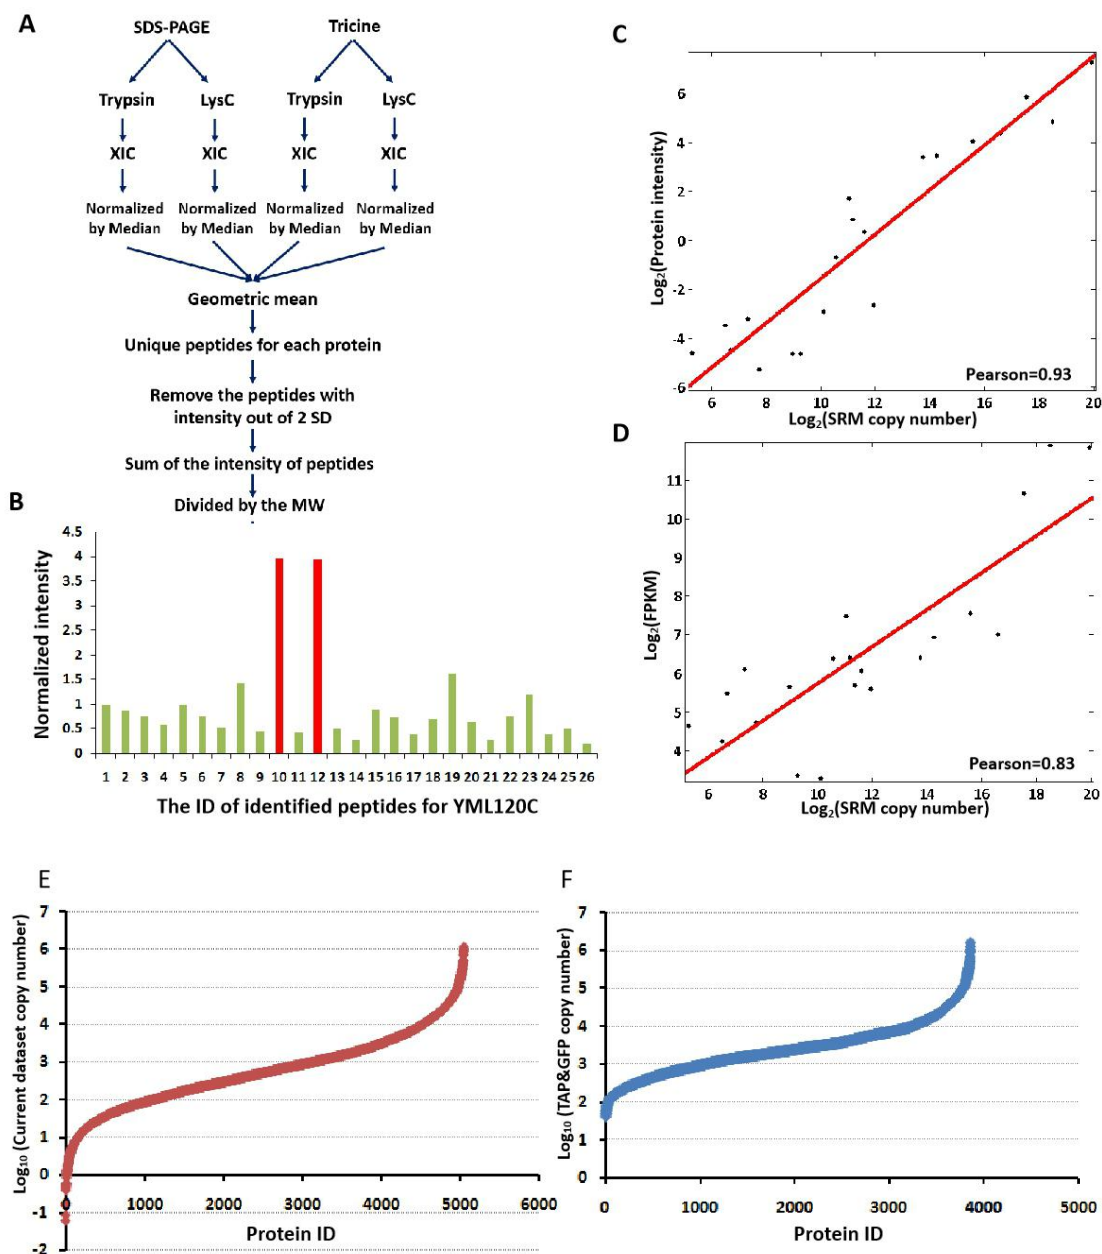 A
SDS-PAGE Tricine
Trypsin LysC Trypsin LysC
XIC XIC XIC XIC
Normalized Normalized Normalized Normalized
by Median by Median by Median by Median
Geometric mean
Unique peptides for each protein
Remove the peptides with
intensity out of 2 SD
Sum of the intensity of peptides
Divided by the MW
B
Normalized intensity
4.5
4
3.5
3
2.5
2
1.5
1
0.5
0
1 2 3 4 5 6 7 8 9 10 11 12 13 14 15 16 17 18 19 20 21 22 23 24 25 26
The ID of identified peptides for YML120C
C
Log2(Protein intensity)
6
4
2
0
-2
-4
-6
Pearson=0.93
6 8 10 12 14 16 18 20
Log2(SRM copy number)
D
Log2(FPKM)
11
10
9
8
7
6
5
4
Pearson=0.83
6 8 10 12 14 16 18 20
Log2(SRM copy number)
E
Log10 (Current dataset copy number)
7
6
5
4
3
2
1
0
-1
-2
0 1000 2000 3000 4000 5000 6000
Protein ID
F
Log10 (TAP&GFP copy number)
7
6
5
4
3
2
1
0
0 1000 2000 3000 4000 5000
Protein ID